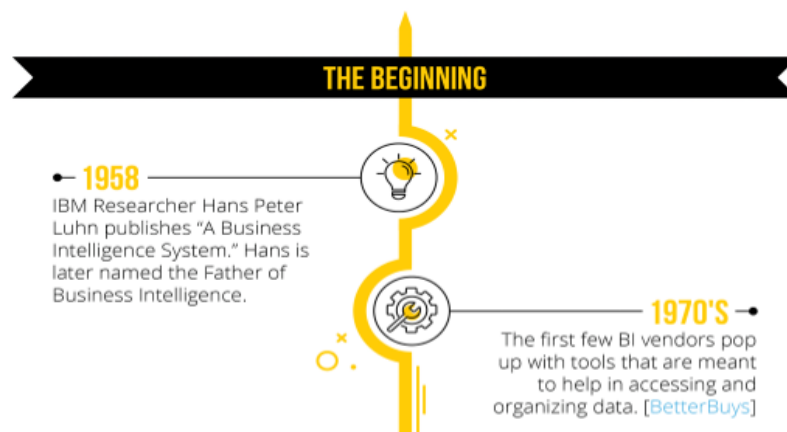 THE BEGINNING
1958
IBM Researcher Hans Peter
Luhn publishes “A Business
Intelligence System.” Hans is
later named the Father of
Business Intelligence.
1970'S
The first few BI vendors pop
up with tools that are meant
to help in accessing and
organizing data. [BetterBuys]